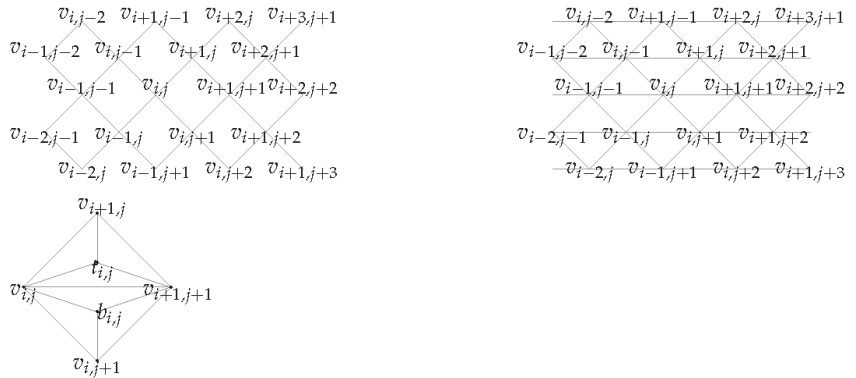 v_{i,j−2} v_{i+1,j−1} v_{i+2,j} v_{i+3,j+1}
v_{i−1,j−2} v_{i,j−1} v_{i+1,j} v_{i+2,j+1}
v_{i−1,j−1} v_{i,j} v_{i+1,j+1} v_{i+2,j+2}
v_{i−2,j−1} v_{i−1,j} v_{i,j+1} v_{i+1,j+2}
v_{i−2,j} v_{i−1,j+1} v_{i,j+2} v_{i+1,j+3}
v_{i,j−2} v_{i+1,j−1} v_{i+2,j} v_{i+3,j+1}
v_{i−1,j−2} v_{i,j−1} v_{i+1,j} v_{i+2,j+1}
v_{i−1,j−1} v_{i,j} v_{i+1,j+1} v_{i+2,j+2}
v_{i−2,j−1} v_{i−1,j} v_{i,j+1} v_{i+1,j+2}
v_{i−2,j} v_{i−1,j+1} v_{i,j+2} v_{i+1,j+3}
v_{i+1,j}
t_{i,j}
v_{i,j} v_{i+1,j+1}
b_{i,j}
v_{i,j+1}